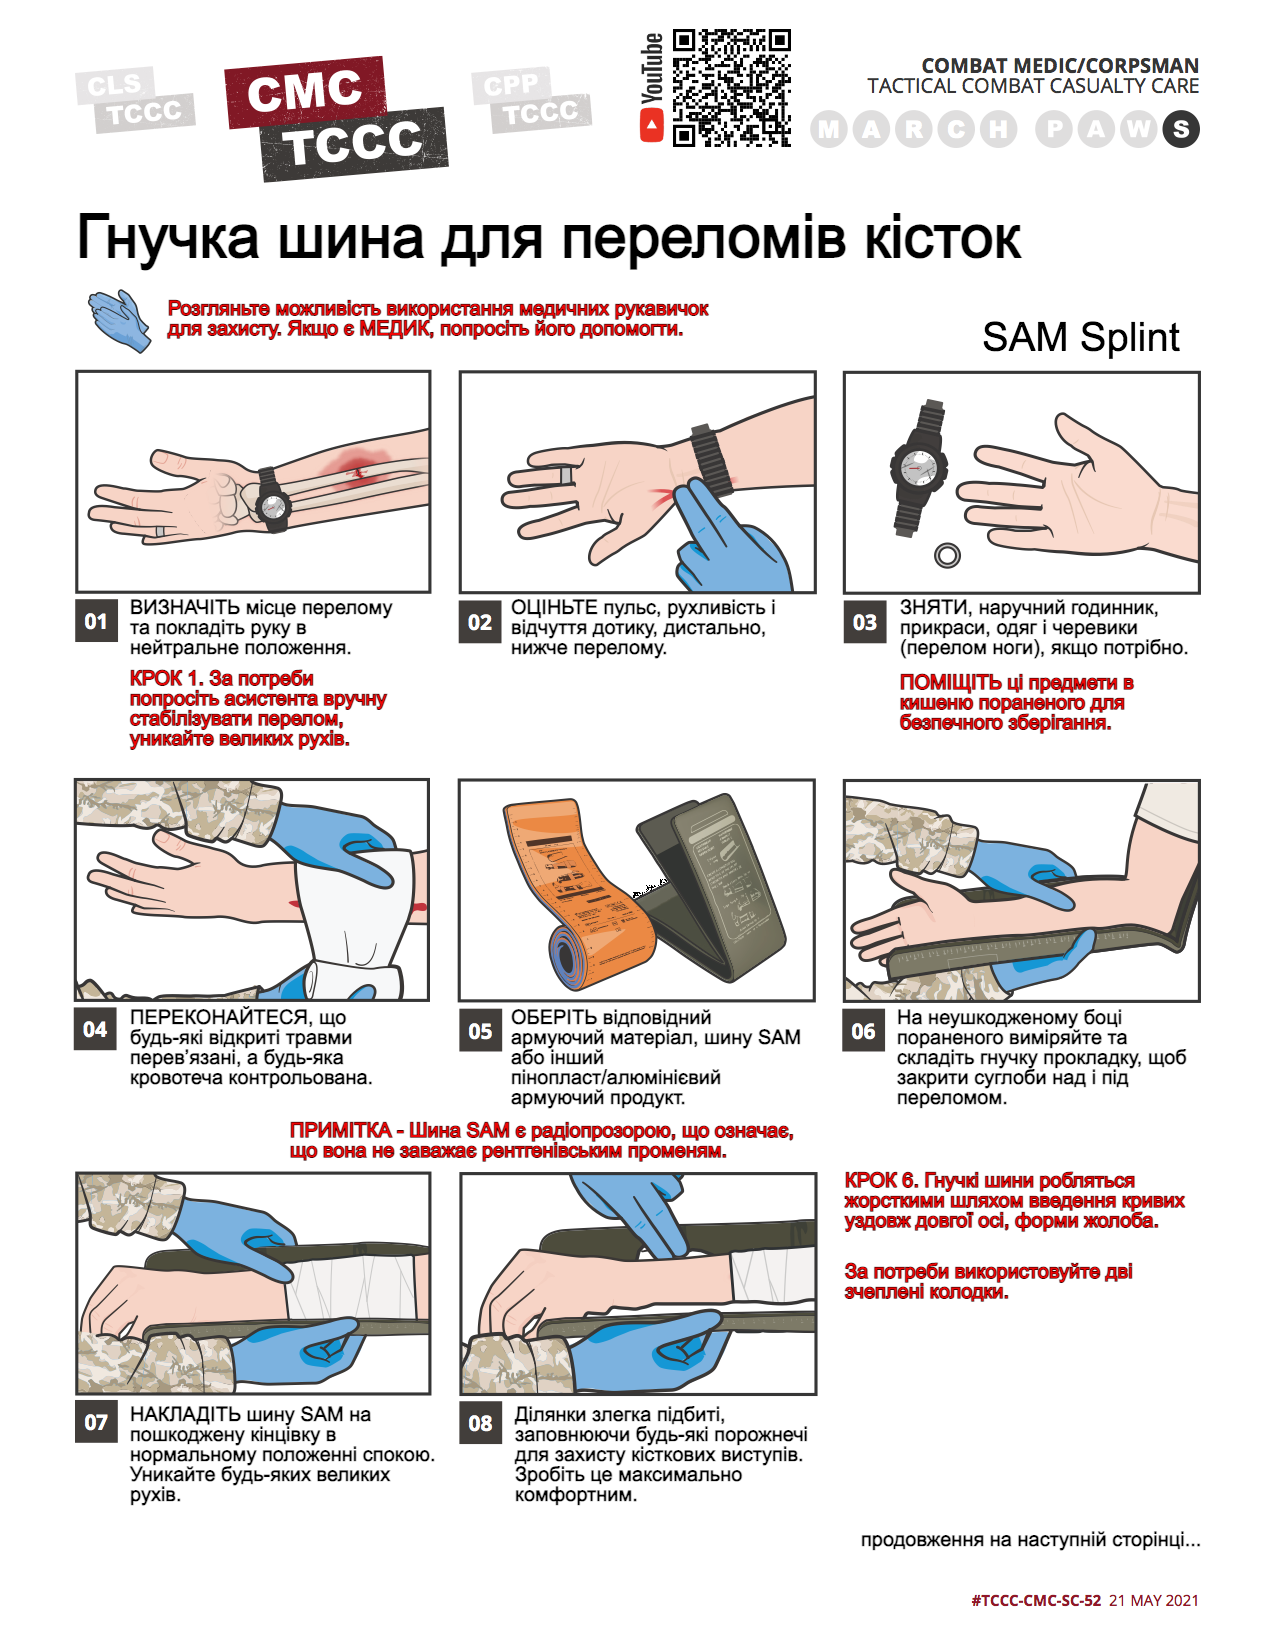 CLS
TCCC
CMC
TCCC
CPP
TCCC
YouTube
COMBAT MEDIC/CORPSMAN
TACTICAL COMBAT CASUALTY CARE
M A R C H P A W S
Гнучка шина для переломів кісток
Розгляньте можливість використання медичних рукавичок
для захисту. Якщо є МЕДИК, попросіть його допомогти.
SAM Splint
01
ВИЗНАЧІТЬ місце перелому
та покладіть руку в
нейтральне положення.
КРОК 1. За потреби
попросіть асистента вручну
стабілізувати перелом,
уникайте великих рухів.
02
ОЦІНЬТЕ пульс, рухливість і
відчуття дотику, дистально,
нижче перелому.
03
ЗНЯТИ, наручний годинник,
прикраси, одяг і черевики
(перелом ноги), якщо потрібно.
ПОМІЩІТЬ ці предмети в
кишеню пораненого для
безпечного зберігання.
04
ПЕРЕКОНАЙТЕСЯ, що
будь-які відкриті травми
перев’язані, а будь-яка
кровотеча контрольована.
05
ОБЕРІТЬ відповідний
армуючий матеріал, шину SAM
або інший
пінопласт/алюмінієвий
армуючий продукт.
06
На неушкодженому боці
пораненого виміряйте та
складіть гнучку прокладку, щоб
закрити суглоби над і під
переломом.
ПРИМІТКА - Шина SAM є радіопрозорою, що означає,
що вона не заважає рентгенівським променям.
КРОК 6. Гнучкі шини робляться
жорсткими шляхом введення кривих
уздовж довгої осі, форми жолоба.
За потреби використовуйте дві
зчеплені колодки.
07
НАКЛАДІТЬ шину SAM на
пошкоджену кінцівку в
нормальному положенні спокою.
Уникайте будь-яких великих
рухів.
08
Ділянки злегка підбиті,
заповнюючи будь-які порожнечі
для захисту кісткових виступів.
Зробіть це максимально
комфортним.
продовження на наступній сторінці...
#TCCC-CMC-SC-52 21 MAY 2021